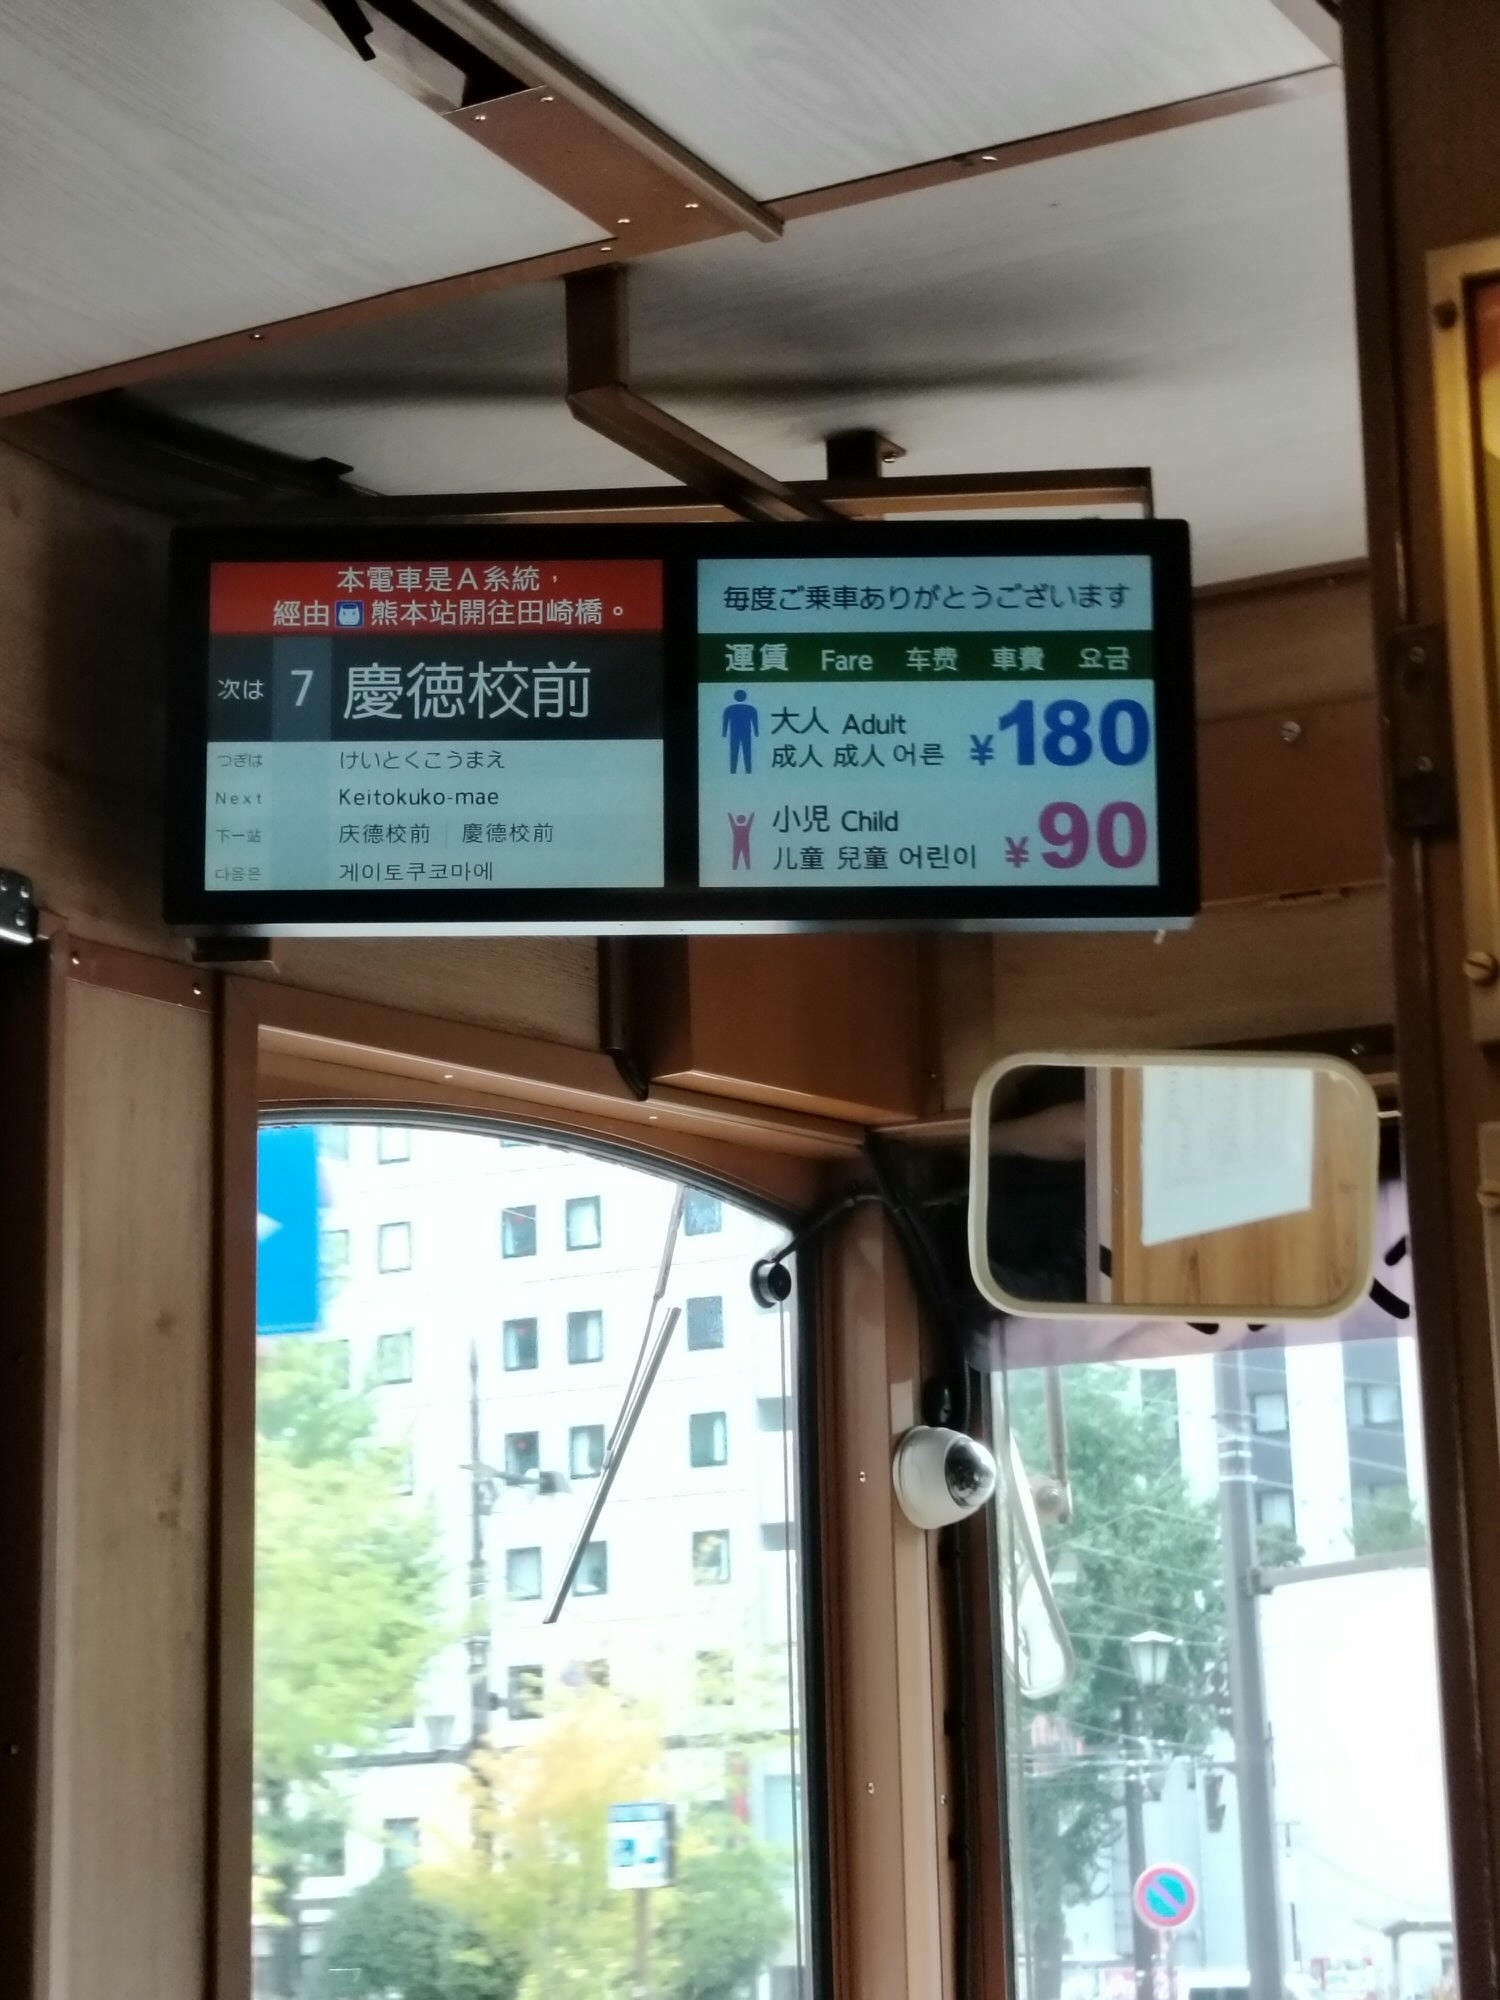 本電車是A系統，
經由熊本站開往田崎橋。
次は 7 慶徳校前
つぎは けいとくこうまえ
Next Keitokuko-mae
下一站 庆德校前 慶德校前
다음은 게이토쿠코마에
毎度ご乗車ありがとうございます
運賃 Fare 车费 車費 요금
大人 Adult
成人 成人 어른
¥180
小児 Child
儿童 兒童 어린이
¥90